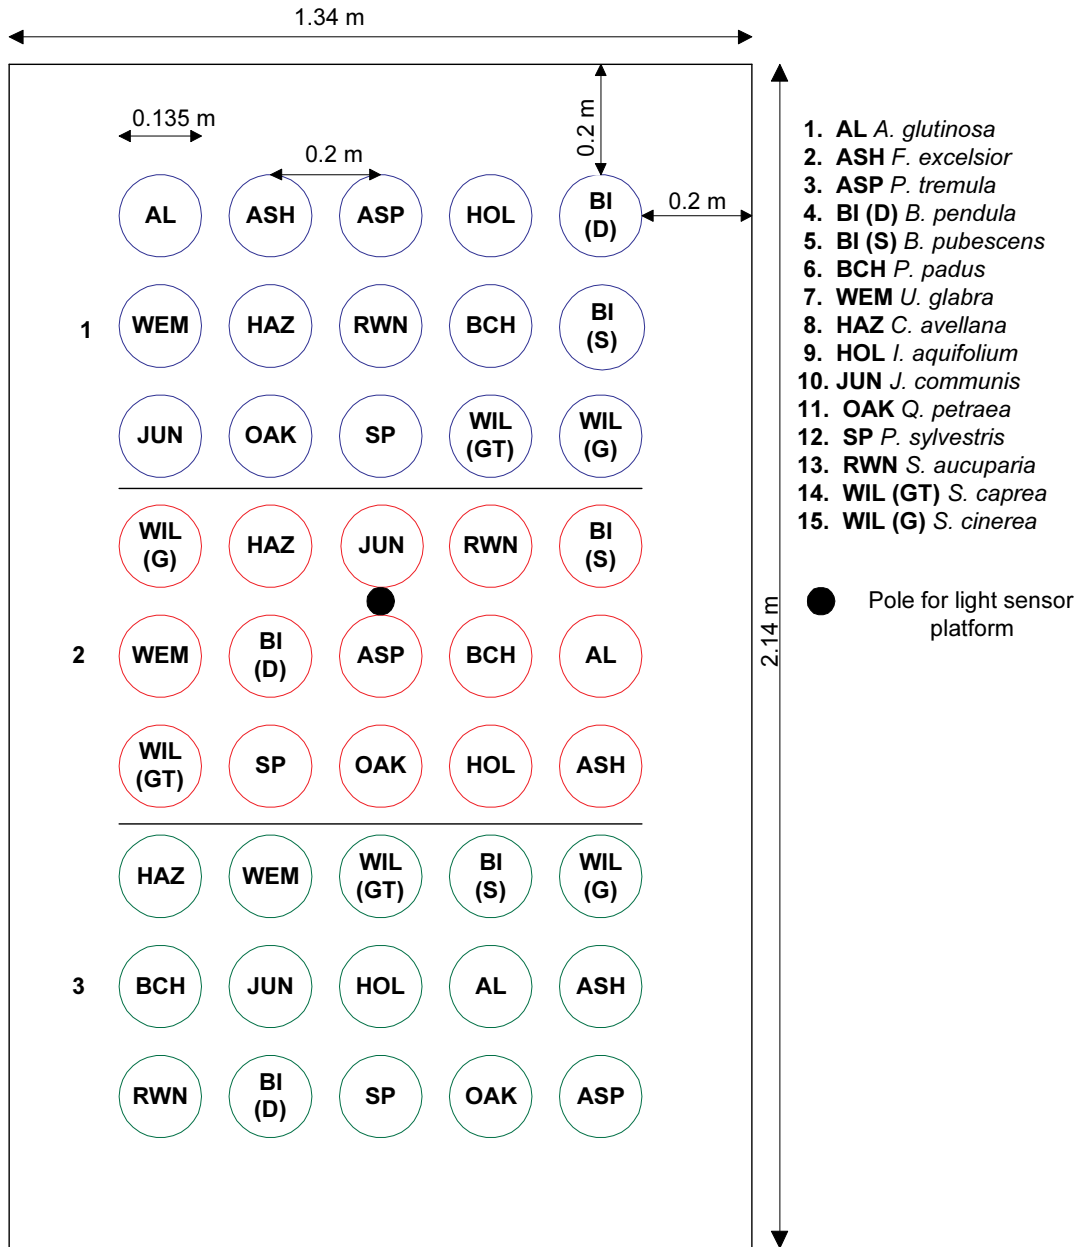 1.34 m
0.135 m
0.2 m
0.2 m
0.2 m
AL ASH ASP HOL BI
(D)
1 WEM HAZ RWN BCH BI
(S)
JUN OAK SP WIL
(GT) WIL
(G)
WIL
(G) HAZ JUN RWN BI
(S)
2 WEM BI
(D) ASP BCH AL
WIL
(GT) SP OAK HOL ASH
HAZ WEM WIL
(GT) BI
(S) WIL
(G)
3 BCH JUN HOL AL ASH
RWN BI
(D) SP OAK ASP
2.14 m
1. AL A. glutinosa
2. ASH F. excelsior
3. ASP P. tremula
4. BI (D) B. pendula
5. BI (S) B. pubescens
6. BCH P. padus
7. WEM U. glabra
8. HAZ C. avellana
9. HOL I. aquifolium
10. JUN J. communis
11. OAK Q. petraea
12. SP P. sylvestris
13. RWN S. aucuparia
14. WIL (GT) S. caprea
15. WIL (G) S. cinerea
Pole for light sensor
platform